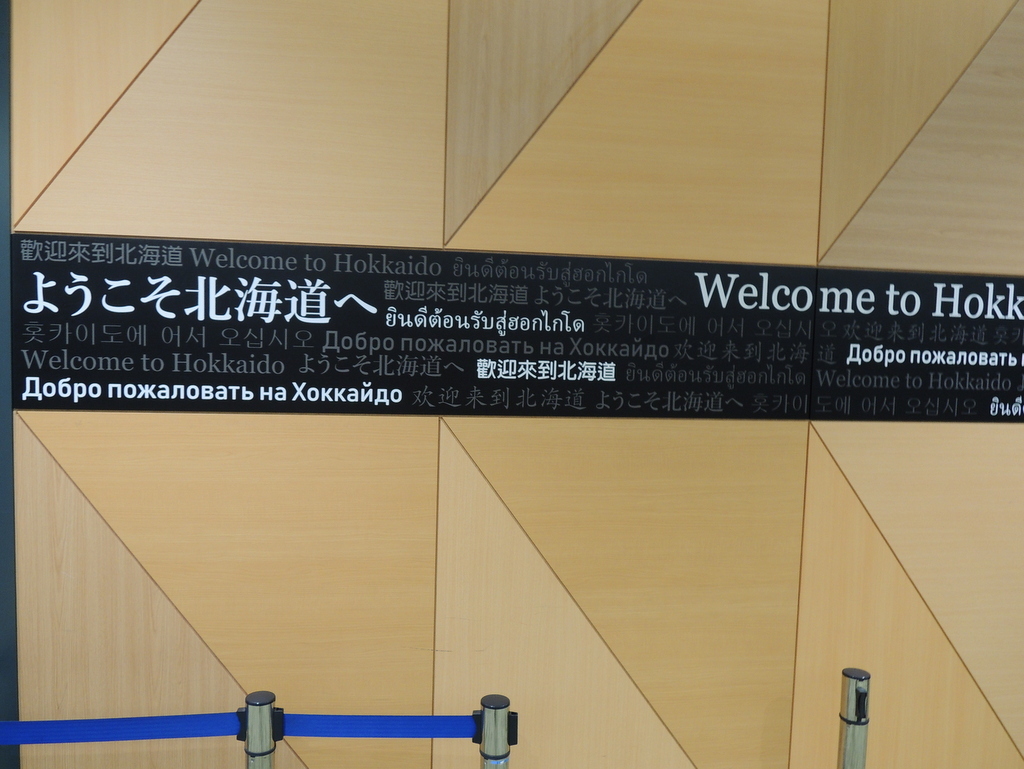 歡迎來到北海道 Welcome to Hokkaido ยินดีต้อนรับสู่ฮอกไกโด
ようこそ北海道へ 歡迎來到北海道 ようこそ北海道へ Welcome to Hokk
ยินดีต้อนรับสู่ฮอกไกโด 홋카이도에 어서 오십시오 欢迎来到北海道 홋카
홋카이도에 어서 오십시오 Добро пожаловать на Хоккайдо 欢迎来到北海道 Добро пожаловать
Welcome to Hokkaido ようこそ北海道へ 歡迎來到北海道 ยินดีต้อนรับสู่ฮอกไกโด Welcome to Hokkaido
Добро пожаловать на Хоккайдо 欢迎来到北海道 ようこそ北海道へ 홋카이도에 어서 오십시오 ยินดี